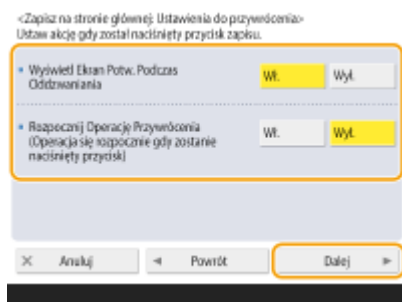 <Zapisz na stronie głównej: Ustawienia do przywrócenia>
Ustaw akcję gdy został naciśnięty przycisk zapisu.
Wyświetl Ekran Potw. Podczas Oddzwaniania
Wł.
Wył.
Rozpocznij Operację Przywrócenia
(Operacja się rozpocznie gdy zostanie
naciśnięty przycisk)
Wł.
Wył.
Anuluj
Powrót
Dalej